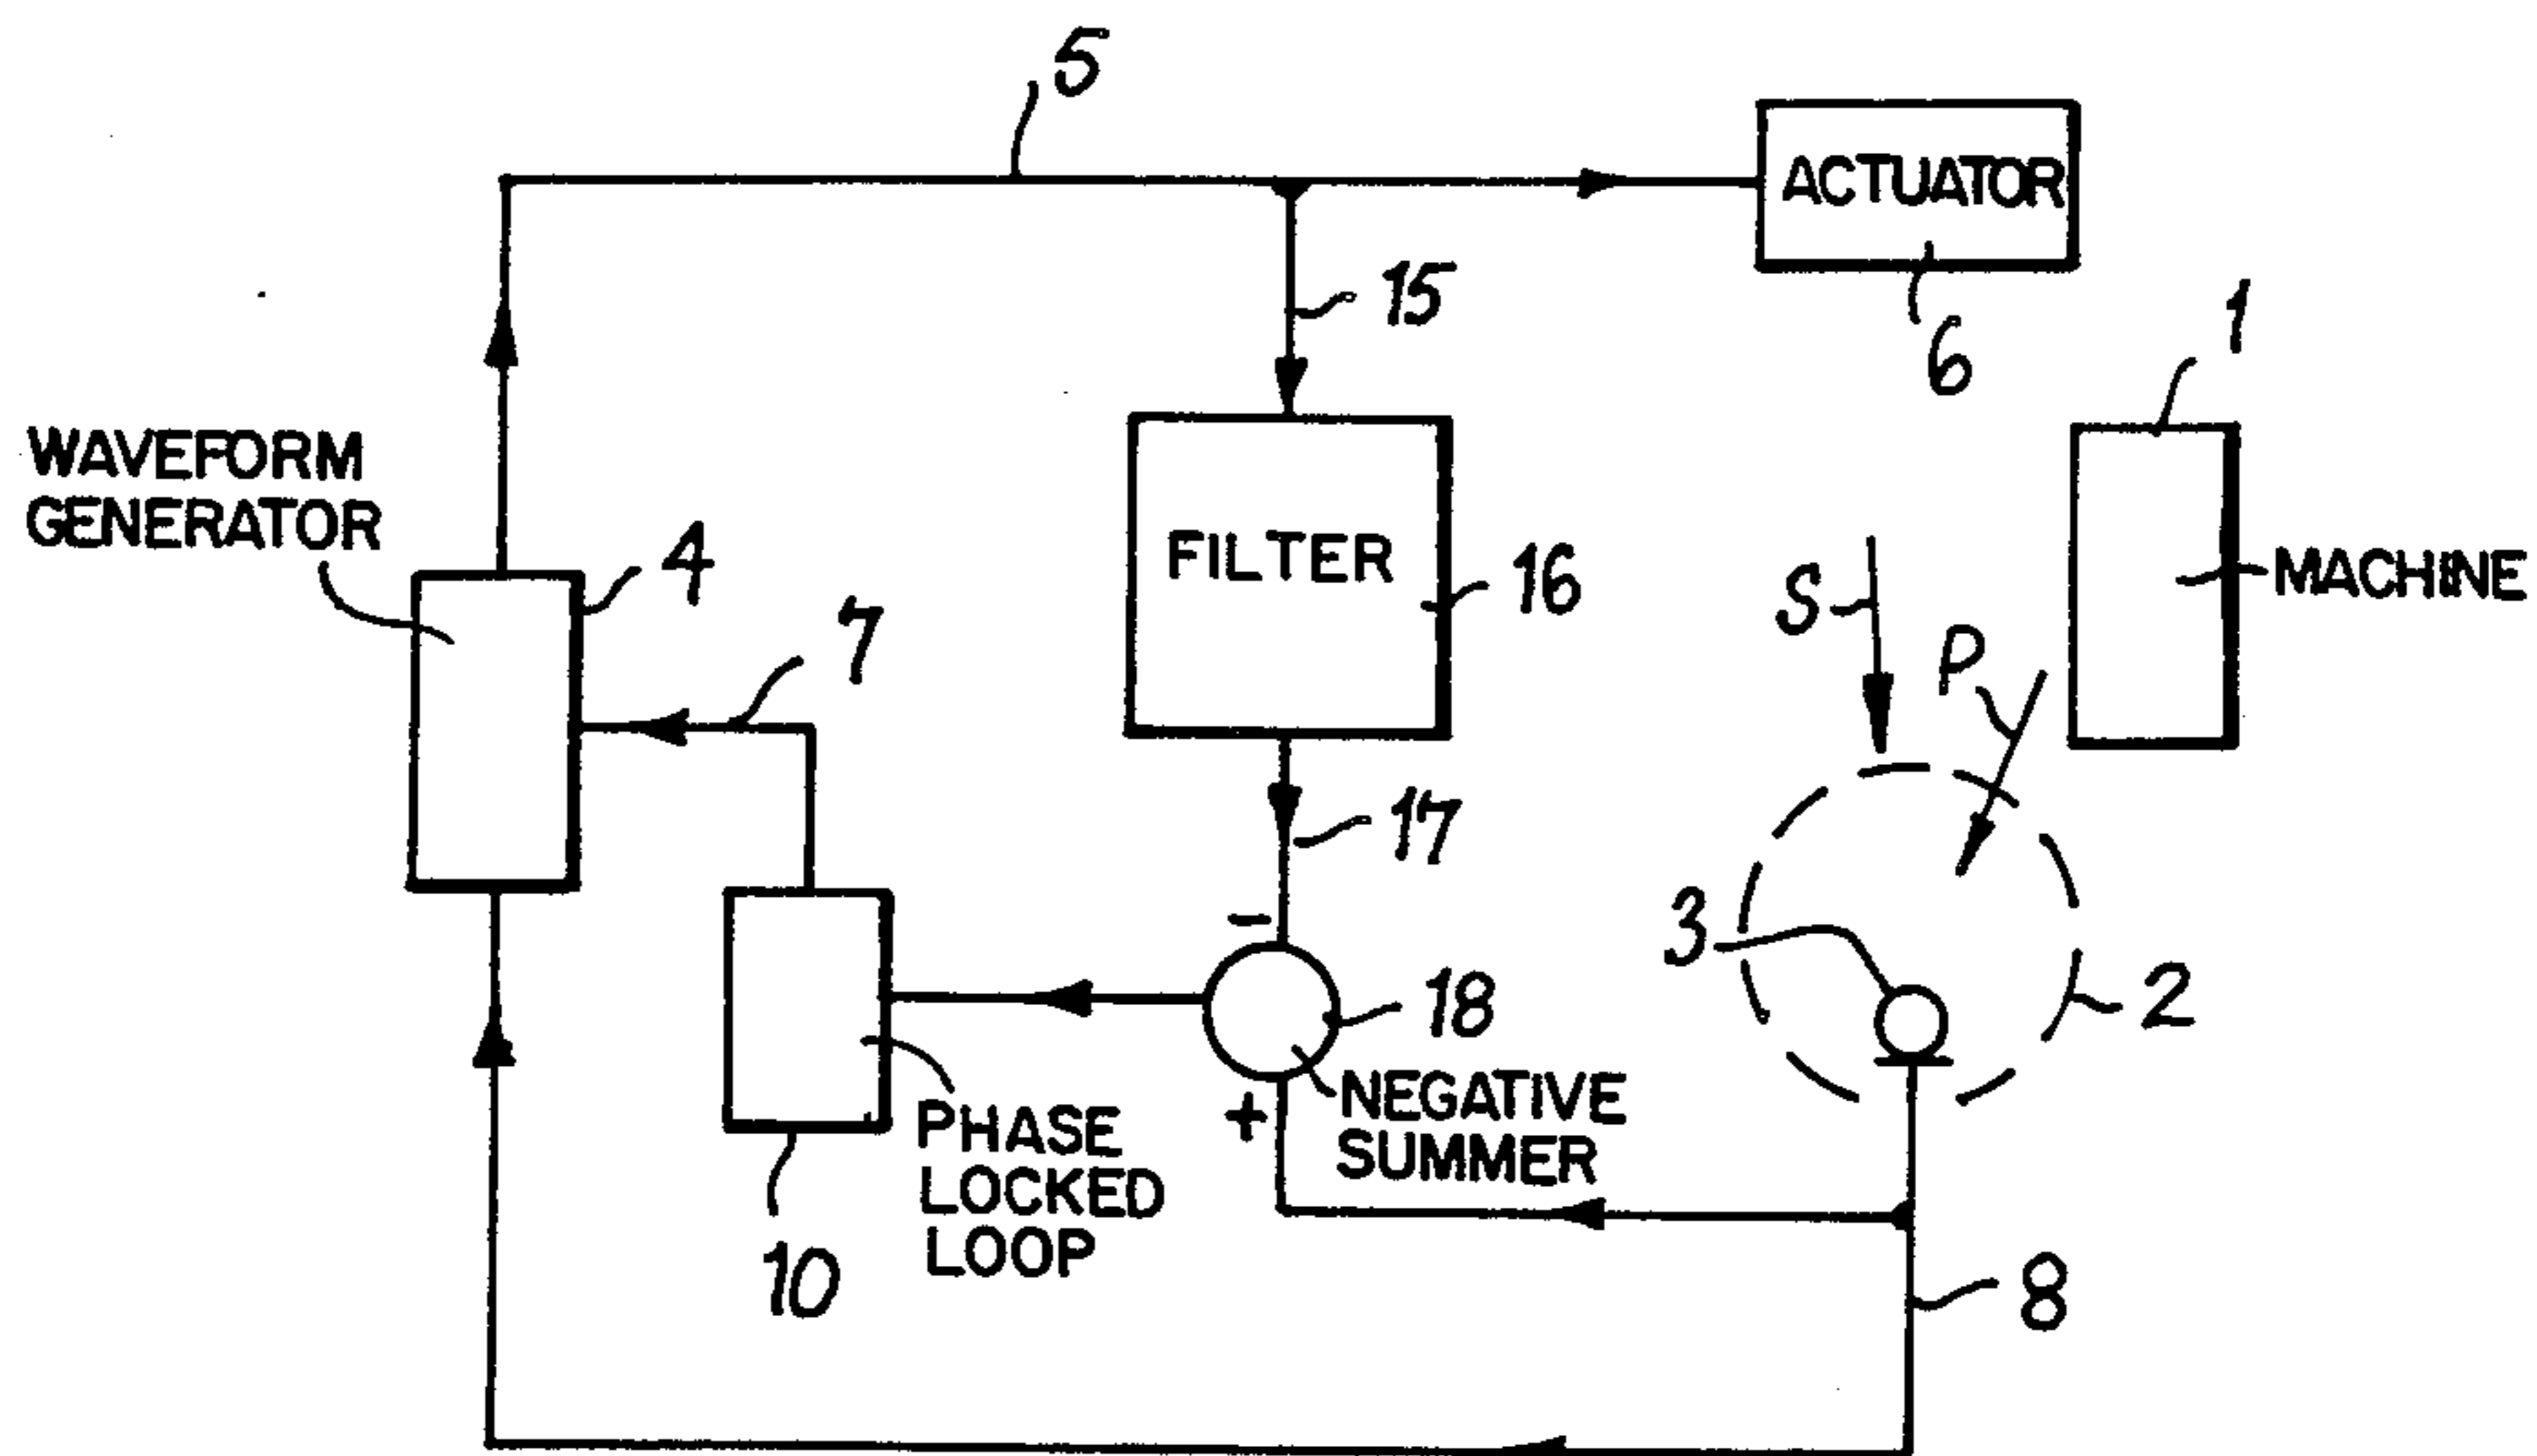 5
ACTUATOR
15
6
1
WAVEFORM
GENERATOR
4
7
FILTER
16
S
P
MACHINE
17
-
3
2
18
+
NEGATIVE
SUMMER
PHASE
LOCKED
LOOP
10
8